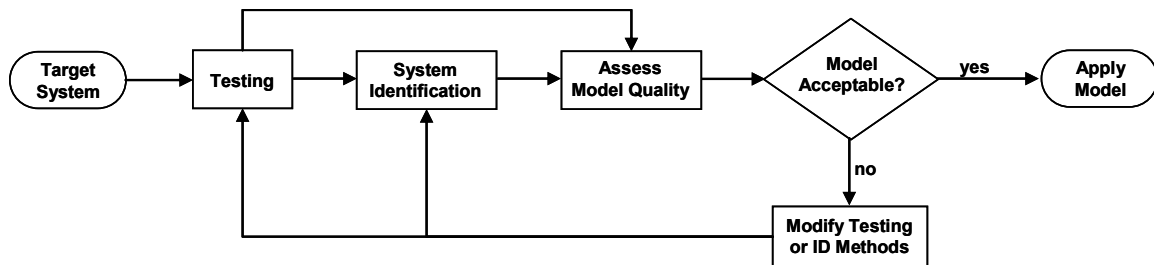 Target
System
Testing
System
Identification
Assess
Model Quality
Model
Acceptable?
yes
Apply
Model
no
Modify Testing
or ID Methods